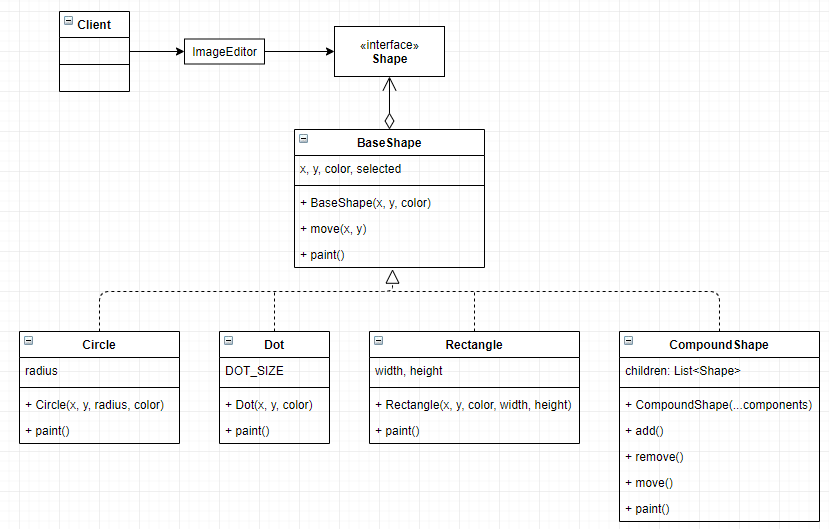 Client
ImageEditor
«interface»
Shape
BaseShape
x, y, color, selected
+ BaseShape(x, y, color)
+ move(x, y)
+ paint()
Circle
radius
+ Circle(x, y, radius, color)
+ paint()
Dot
DOT_SIZE
+ Dot(x, y, color)
+ paint()
Rectangle
width, height
+ Rectangle(x, y, color, width, height)
+ paint()
CompoundShape
children: List<Shape>
+ CompoundShape(...components)
+ add()
+ remove()
+ move()
+ paint()